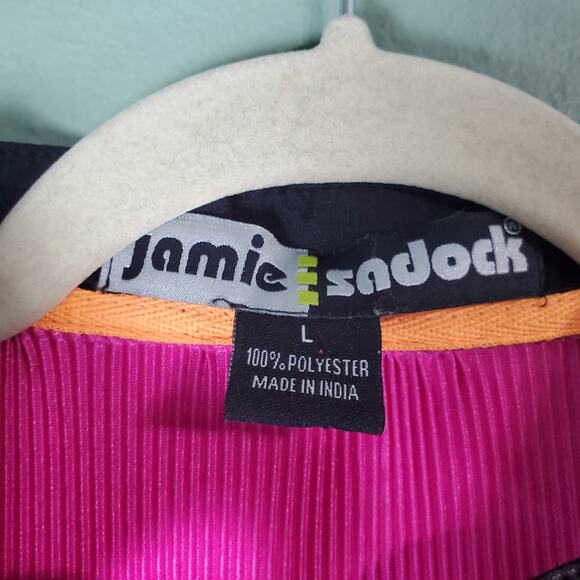 Jamie sadock®
L
100% POLYESTER
MADE IN INDIA